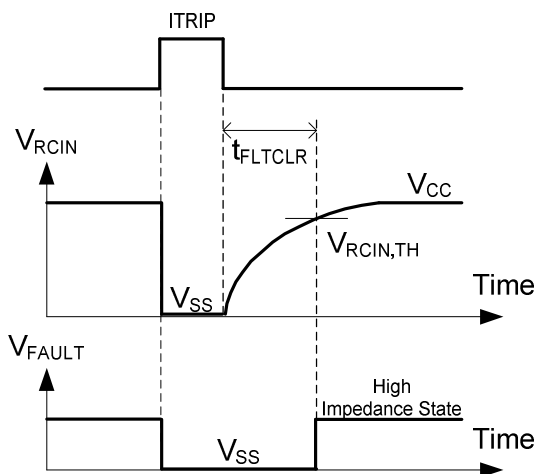 ITRIP
VRCIN
tFLTCLR
VCC
VRCIN,TH
VSS
Time
VFAULT
High
Impedance State
VSS
Time